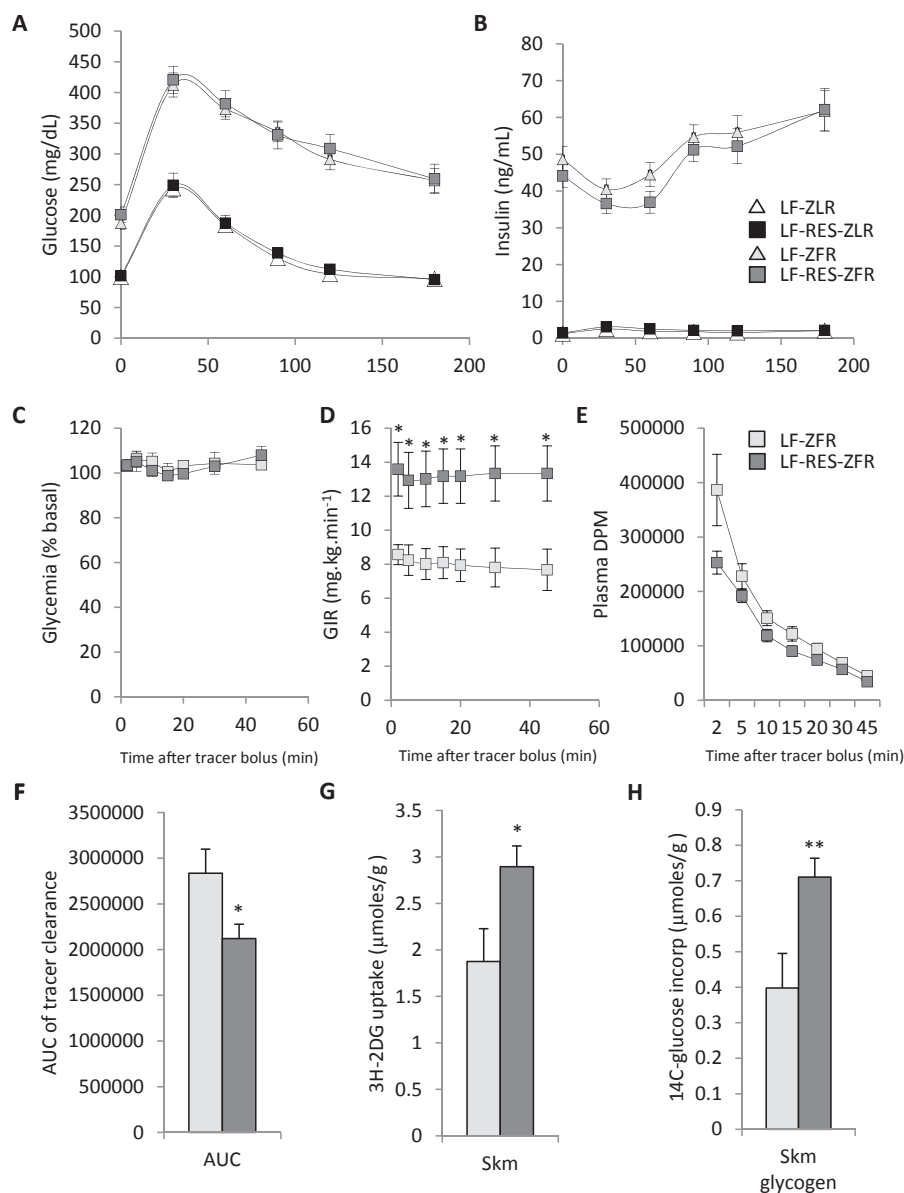 A
Glucose (mg/dL)
500
450
400
350
300
250
200
150
100
50
0
0 50 100 150 200
B
Insulin (ng/mL)
80
70
60
50
40
30
20
10
0
0 50 100 150 200
LF-ZLR
LF-RES-ZLR
LF-ZFR
LF-RES-ZFR
C
Glycemia (% basal)
120
100
80
60
40
20
0
0 20 40 60
Time after tracer bolus (min)
D
GIR (mg.kg.min-1)
16
14
12
10
8
6
4
2
0
* * * * * * *
0 20 40 60
Time after tracer bolus (min)
E
Plasma DPM
500000
400000
300000
200000
100000
0
2 5 10 15 20 30 45
Time after tracer bolus (min)
LF-ZFR
LF-RES-ZFR
F
AUC of tracer clearance
3500000
3000000
2500000
2000000
1500000
1000000
500000
0
*
AUC
G
3H-2DG uptake (μmoles/g )
3.5
3
2.5
2
1.5
1
0.5
0
*
Skm
H
14C-glucose incorp (μmoles/g)
0.9
0.8
0.7
0.6
0.5
0.4
0.3
0.2
0.1
0
**
Skm
glycogen